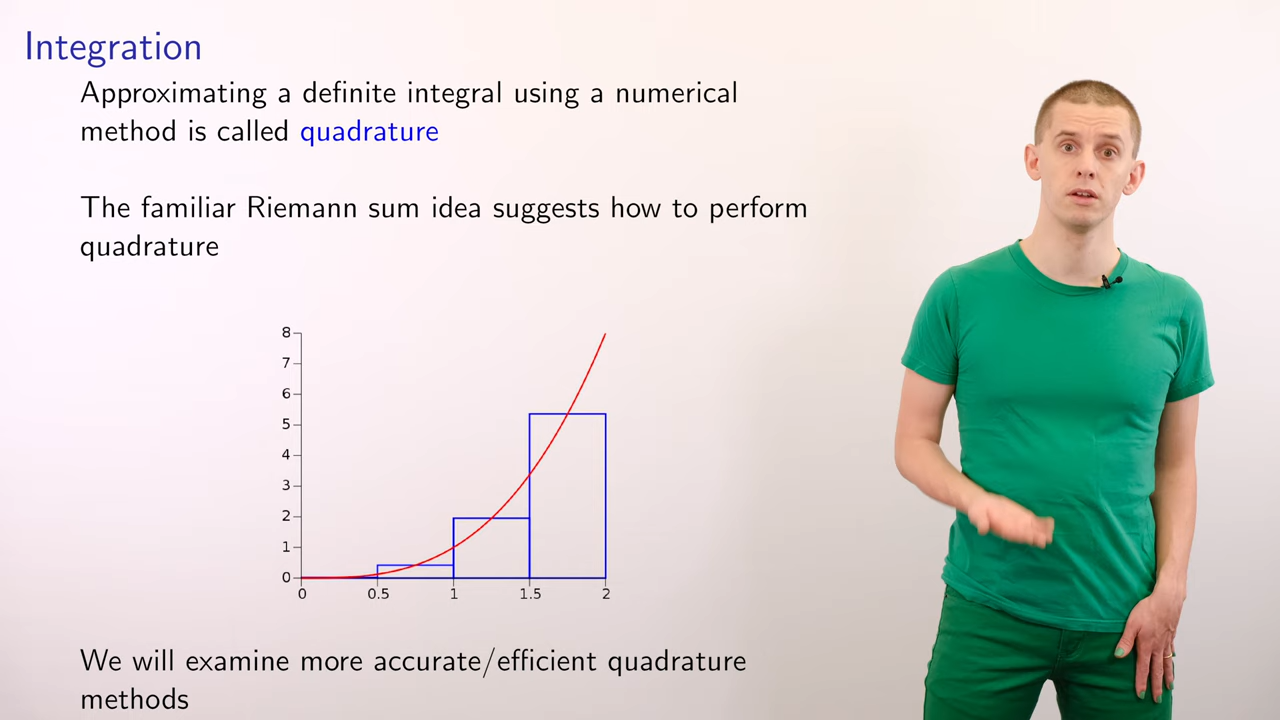 Integration
Approximating a definite integral using a numerical
method is called quadrature
The familiar Riemann sum idea suggests how to perform
quadrature
8
7
6
5
4
3
2
1
0
0 0.5 1 1.5 2
We will examine more accurate/efficient quadrature
methods